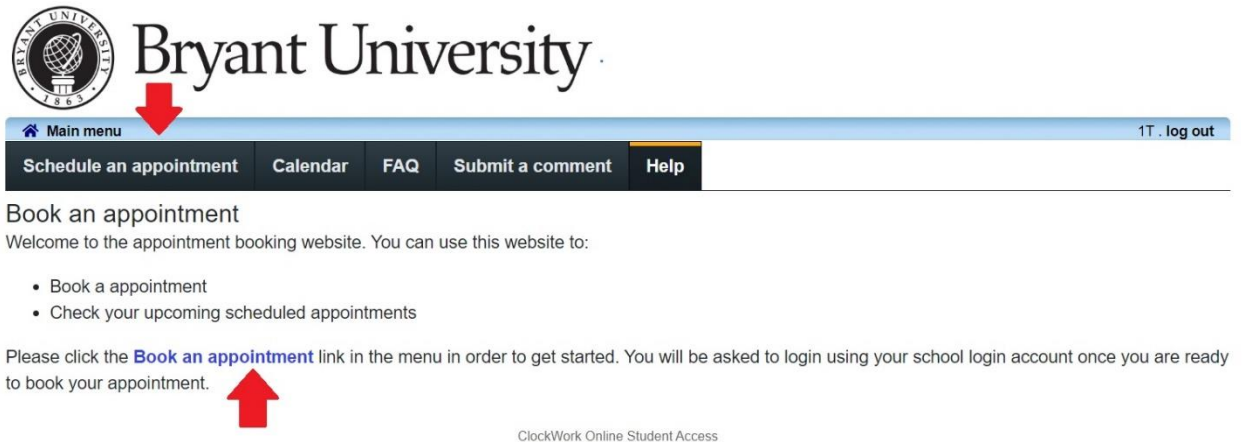 BRYANT UNIVERSITY
1863
Bryant University
Main menu
1T . log out
Schedule an appointment Calendar FAQ Submit a comment Help
Book an appointment
Welcome to the appointment booking website. You can use this website to:
• Book a appointment
• Check your upcoming scheduled appointments
Please click the Book an appointment link in the menu in order to get started. You will be asked to login using your school login account once you are ready
to book your appointment.
ClockWork Online Student Access